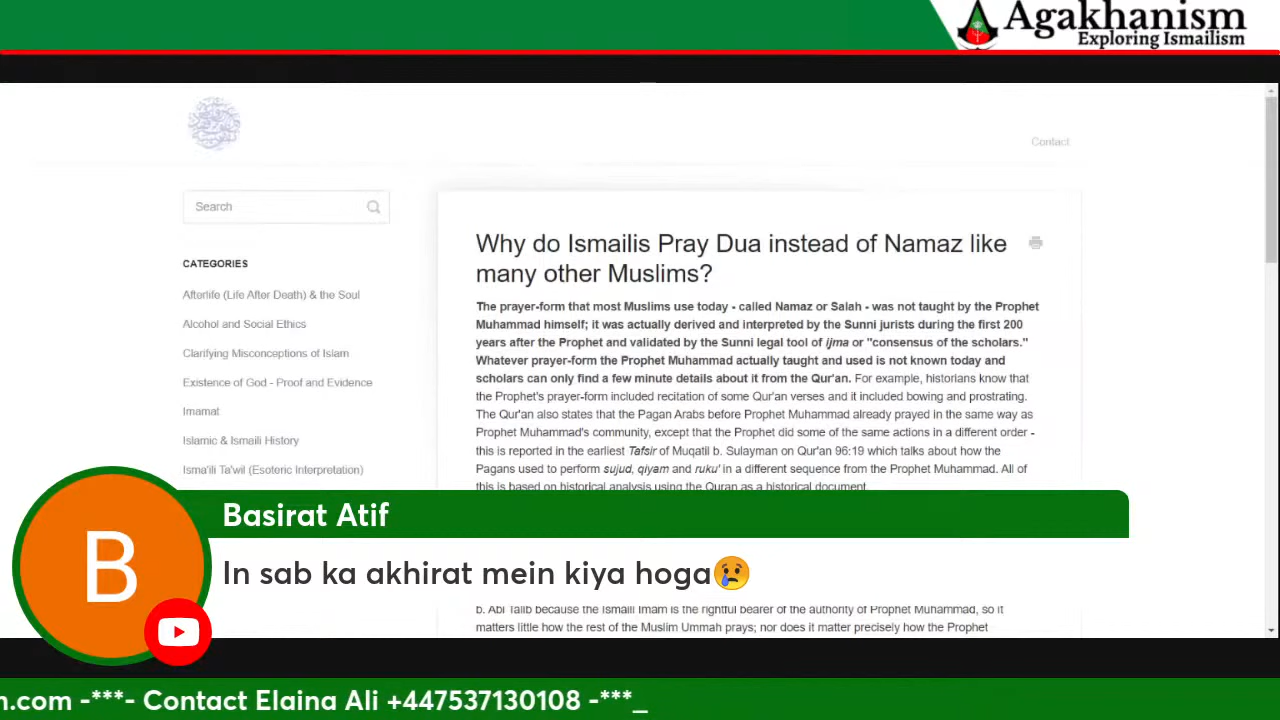 Agakhanism
Exploring Ismailism
Contact
Search
CATEGORIES
Afterlife (Life After Death) & the Soul
Alcohol and Social Ethics
Clarifying Misconceptions of Islam
Existence of God - Proof and Evidence
Imamat
Islamic & Ismaili History
Isma'ili Ta'wil (Esoteric Interpretation)
Why do Ismailis Pray Dua instead of Namaz like
many other Muslims?
The prayer-form that most Muslims use today - called Namaz or Salah - was not taught by the Prophet
Muhammad himself; it was actually derived and interpreted by the Sunni jurists during the first 200
years after the Prophet and validated by the Sunni legal tool of ijma or "consensus of the scholars."
Whatever prayer-form the Prophet Muhammad actually taught and used is not known today and
scholars can only find a few minute details about it from the Qur'an. For example, historians know that
the Prophet's prayer-form included recitation of some Qur'an verses and it included bowing and prostrating.
The Qur'an also states that the Pagan Arabs before Prophet Muhammad already prayed in the same way as
Prophet Muhammad's community, except that the Prophet did some of the same actions in a different order -
this is reported in the earliest Tafsir of Muqatil b. Sulayman on Qur'an 96:19 which talks about how the
Pagans used to perform sujud, qiyam and ruku' in a different sequence from the Prophet Muhammad. All of
this is based on historical analysis using the Quran as a historical document.
B
Basirat Atif
In sab ka akhirat mein kiya hoga😢
b. Abi Talib because the Ismaili Imam is the rightful bearer of the authority of Prophet Muhammad, so it
matters little how the rest of the Muslim Ummah prays; nor does it matter precisely how the Prophet
.com -***- Contact Elaina Ali +447537130108 -***_